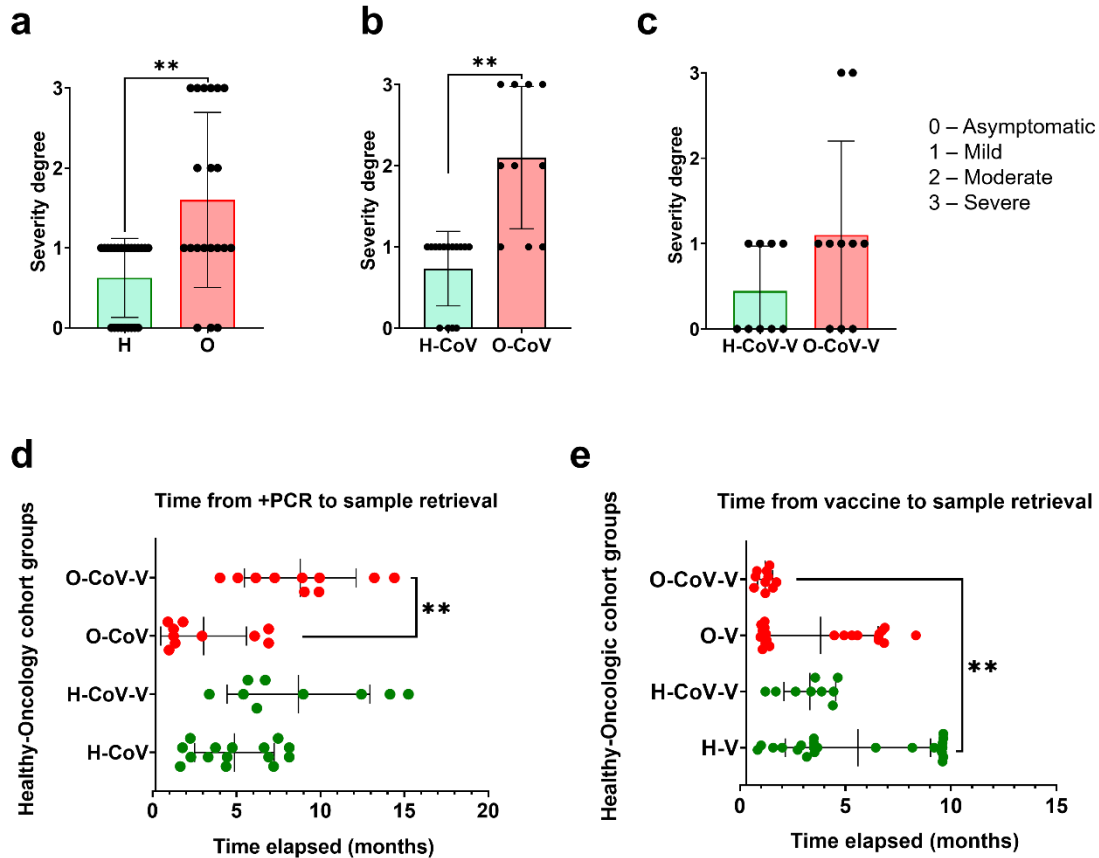 a
**
Severity degree
3
2
1
0
H
O
b
**
Severity degree
3
2
1
0
H-CoV
O-CoV
c
Severity degree
3
2
1
0
H-CoV-V
O-CoV-V
0 – Asymptomatic
1 – Mild
2 – Moderate
3 – Severe
d
Time from +PCR to sample retrieval
Healthy-Oncology cohort groups
O-CoV-V
O-CoV
H-CoV-V
H-CoV
**
0 5 10 15 20
Time elapsed (months)
e
Time from vaccine to sample retrieval
Healthy-Oncologic cohort groups
O-CoV-V
O-V
H-CoV-V
H-V
**
0 5 10 15
Time elapsed (months)